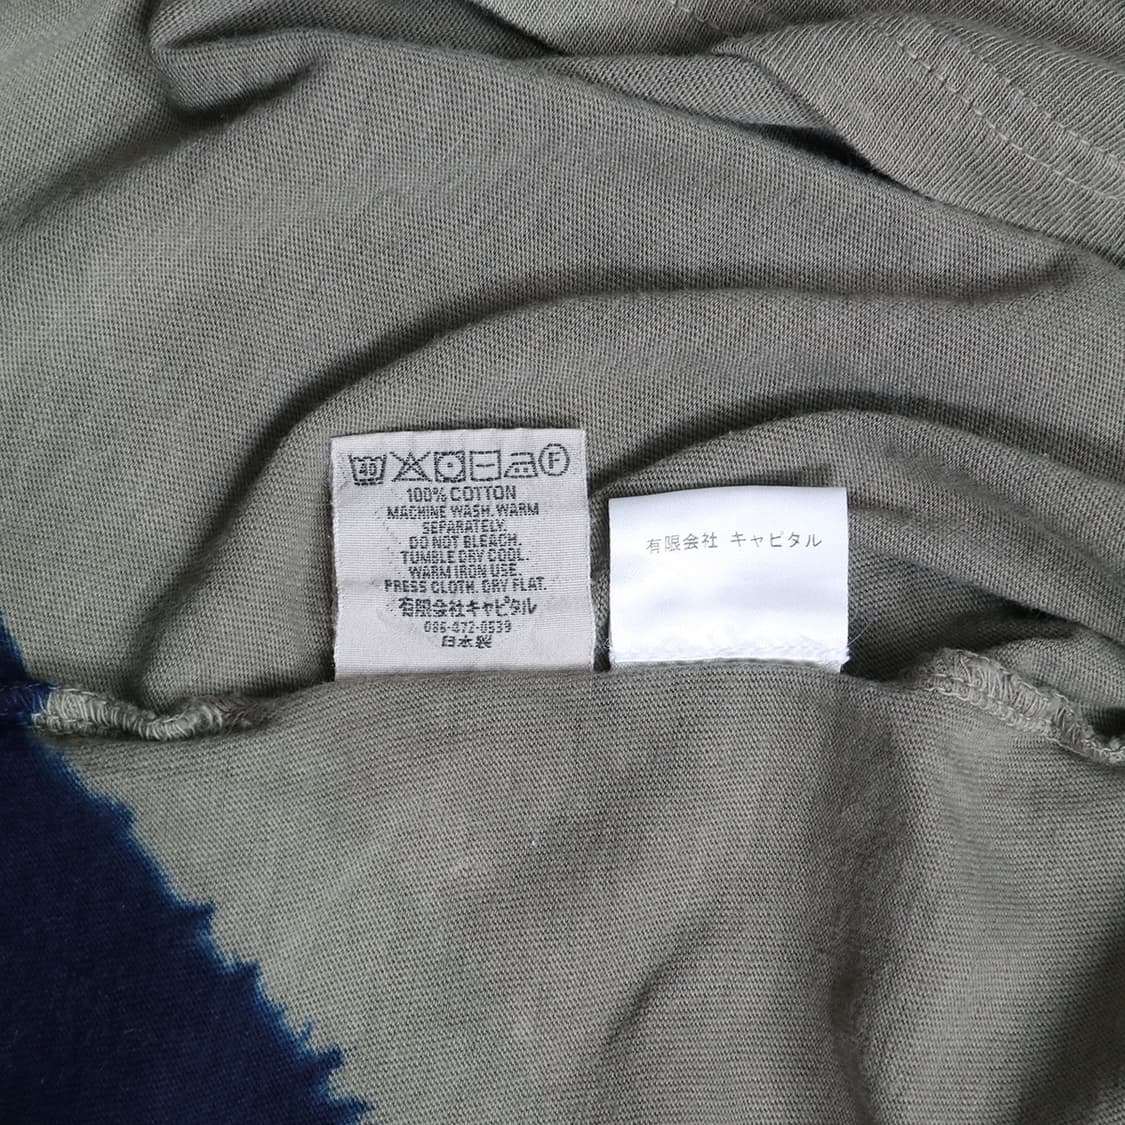 40 F
100% COTTON
MACHINE WASH. WARM
SEPARATELY.
DO NOT BLEACH.
TUMBLE DRY COOL.
WARM IRON USE
PRESS CLOTH. DRY FLAT.
有限会社キャピタル
086-472-0539
日本製
有限会社 キャピタル